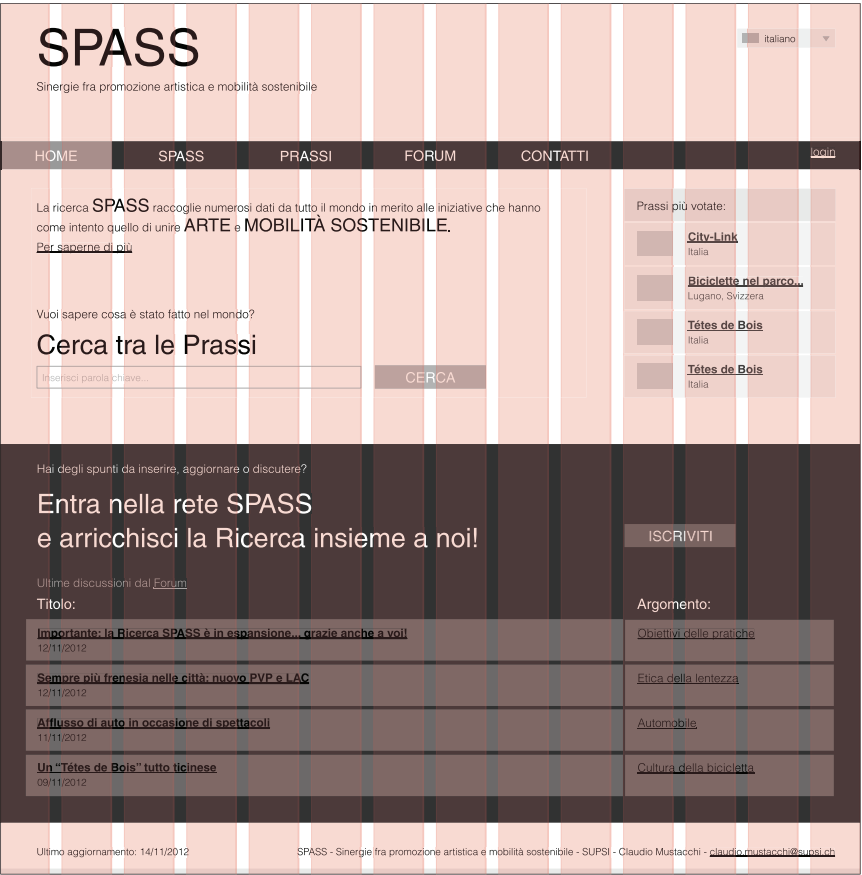 SPASS
italiano
Sinergie fra promozione artistica e mobilità sostenibile
HOME SPASS PRASSI FORUM CONTATTI login
La ricerca SPASS raccoglie numerosi dati da tutto il mondo in merito alle iniziative che hanno
come intento quello di unire ARTE e MOBILITÀ SOSTENIBILE.
Per saperne di più
Vuoi sapere cosa è stato fatto nel mondo?
Cerca tra le Prassi
Inserisci parola chiave...
CERCA
Prassi più votate:
City-Link
Italia
Biciclette nel parco...
Lugano, Svizzera
Tétes de Bois
Italia
Tétes de Bois
Italia
Hai degli spunti da inserire, aggiornare o discutere?
Entra nella rete SPASS
e arricchisci la Ricerca insieme a noi!
ISCRIVITI
Ultime discussioni dal Forum
Titolo: Argomento:
Importante: la Ricerca SPASS è in espansione... grazie anche a voi! Obiettivi delle pratiche
12/11/2012
Sempre più frenesia nelle città: nuovo PVP e LAC Etica della lentezza
12/11/2012
Afflusso di auto in occasione di spettacoli Automobile
11/11/2012
Un “Tétes de Bois” tutto ticinese Cultura della bicicletta
09/11/2012
Ultimo aggiornamento: 14/11/2012 SPASS - Sinergie fra promozione artistica e mobilità sostenibile - SUPSI - Claudio Mustacchi - claudio.mustacchi@supsi.ch